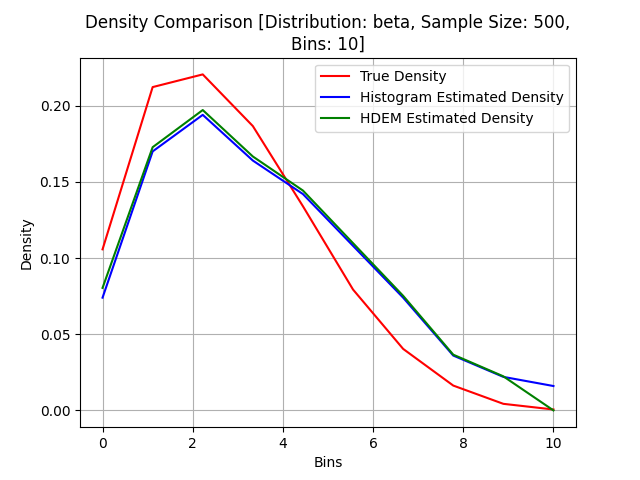 Density Comparison [Distribution: beta, Sample Size: 500,
Bins: 10]
True Density
Histogram Estimated Density
HDEM Estimated Density
Density
0.20
0.15
0.10
0.05
0.00
0 2 4 6 8 10
Bins